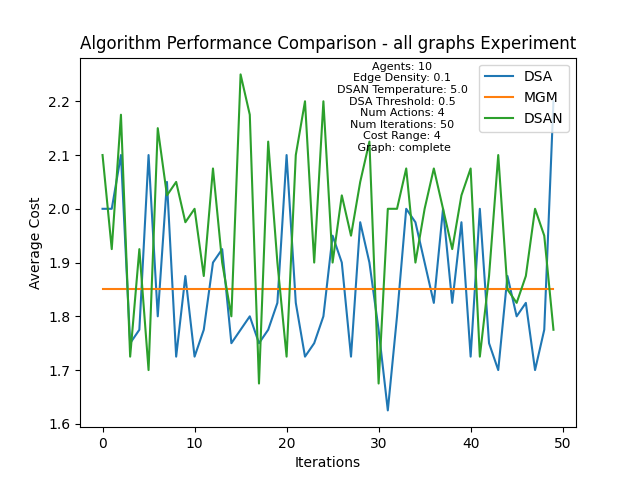 Algorithm Performance Comparison - all graphs Experiment
Agents: 10
Edge Density: 0.1
DSAN Temperature: 5.0
DSA Threshold: 0.5
Num Actions: 4
Num Iterations: 50
Cost Range: 4
Graph: complete
DSA
MGM
DSAN
2.2
2.1
2.0
1.9
1.8
1.7
1.6
Average Cost
0
10
20
30
40
50
Iterations